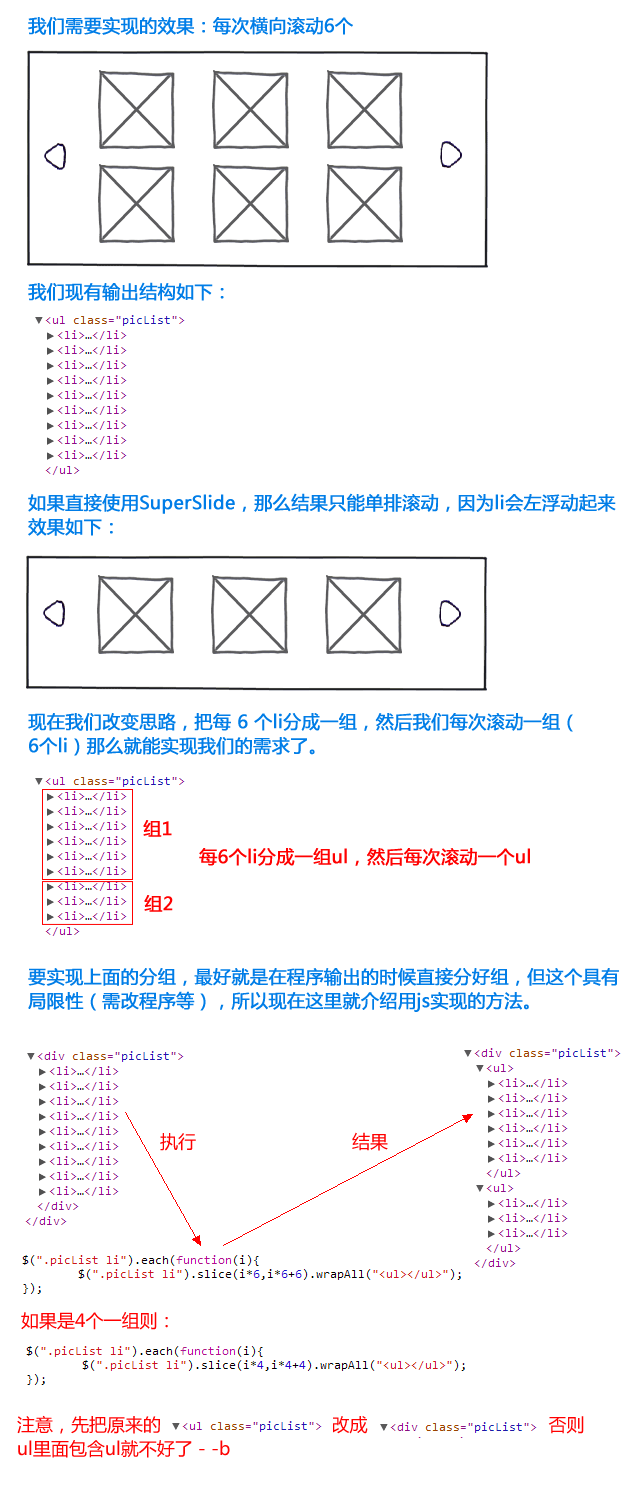 我们需要实现的效果：每次横向滚动6个
我们现有输出结构如下：
▼<ul class="picList">
▶<li>…</li>
▶<li>…</li>
▶<li>…</li>
▶<li>…</li>
▶<li>…</li>
▶<li>…</li>
▶<li>…</li>
▶<li>…</li>
▶<li>…</li>
</ul>
如果直接使用SuperSlide，那么结果只能单排滚动，因为li会左浮动起来
效果如下：
现在我们改变思路，把每 6 个li分成一组，然后我们每次滚动一组（
6个li）那么就能实现我们的需求了。
▼<ul class="picList">
▶<li>…</li>
▶<li>…</li>
▶<li>…</li>
▶<li>…</li>
▶<li>…</li>
▶<li>…</li>
组1
每6个li分成一组ul，然后每次滚动一个ul
▶<li>…</li>
▶<li>…</li>
▶<li>…</li>
组2
</ul>
要实现上面的分组，最好就是在程序输出的时候直接分好组，但这个具有
局限性（需改程序等），所以现在这里就介绍用js实现的方法。
▼<div class="picList">
▶<li>…</li>
▶<li>…</li>
▶<li>…</li>
▶<li>…</li>
▶<li>…</li>
▶<li>…</li>
▶<li>…</li>
▶<li>…</li>
▶<li>…</li>
</div>
</div>
执行
结果
▼<div class="picList">
▼<ul>
▶<li>…</li>
▶<li>…</li>
▶<li>…</li>
▶<li>…</li>
▶<li>…</li>
▶<li>…</li>
</ul>
▼<ul>
▶<li>…</li>
▶<li>…</li>
▶<li>…</li>
</ul>
</div>
$(".picList li").each(function(i){
$(".picList li").slice(i*6,i*6+6).wrapAll("<ul></ul>");
});
如果是4个一组则：
$(".picList li").each(function(i){
$(".picList li").slice(i*4,i*4+4).wrapAll("<ul></ul>");
});
注意，先把原来的 ▼<ul class="picList"> 改成 ▼<div class="picList"> 否则
ul里面包含ul就不好了 - -b